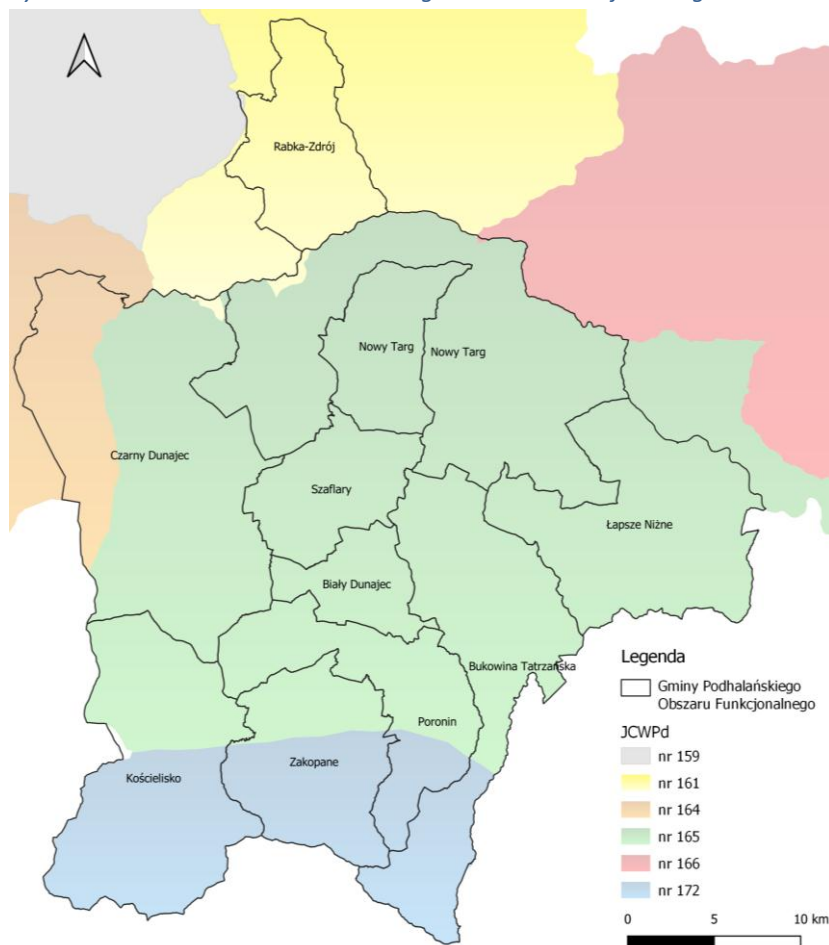 Rabka-Zdrój
Nowy Targ
Nowy Targ
Czarny Dunajec
Szaflary
Łapsze Niżne
Biały Dunajec
Bukowina Tatrzańska
Poronin
Kościelisko
Zakopane
Legenda
Gminy Podhalańskiego
Obszaru Funkcjonalnego
JCWPd
nr 159
nr 161
nr 164
nr 165
nr 166
nr 172
0 5 10 km